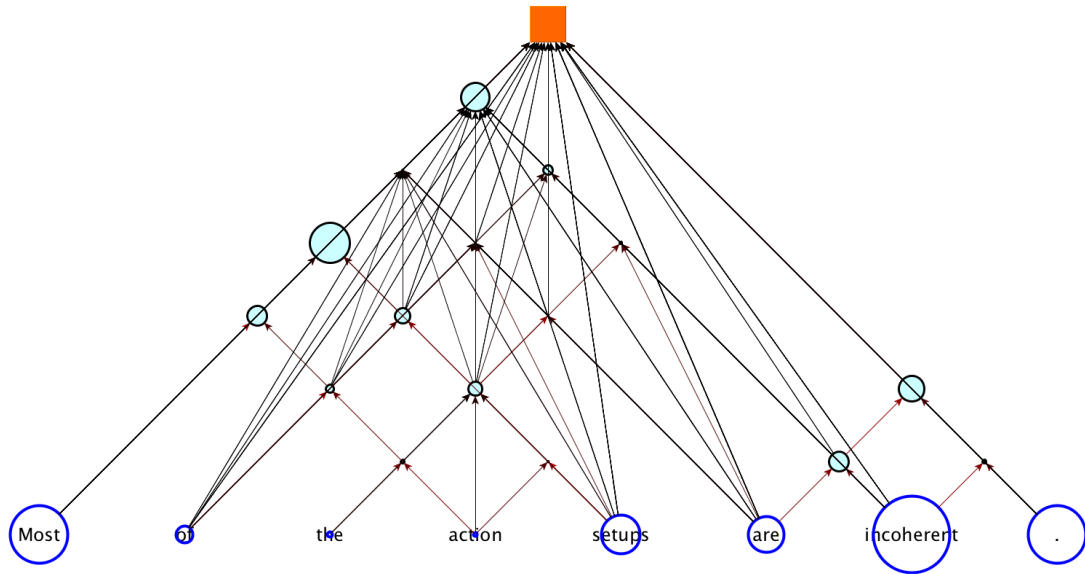 Most of the action setups are incoherent .